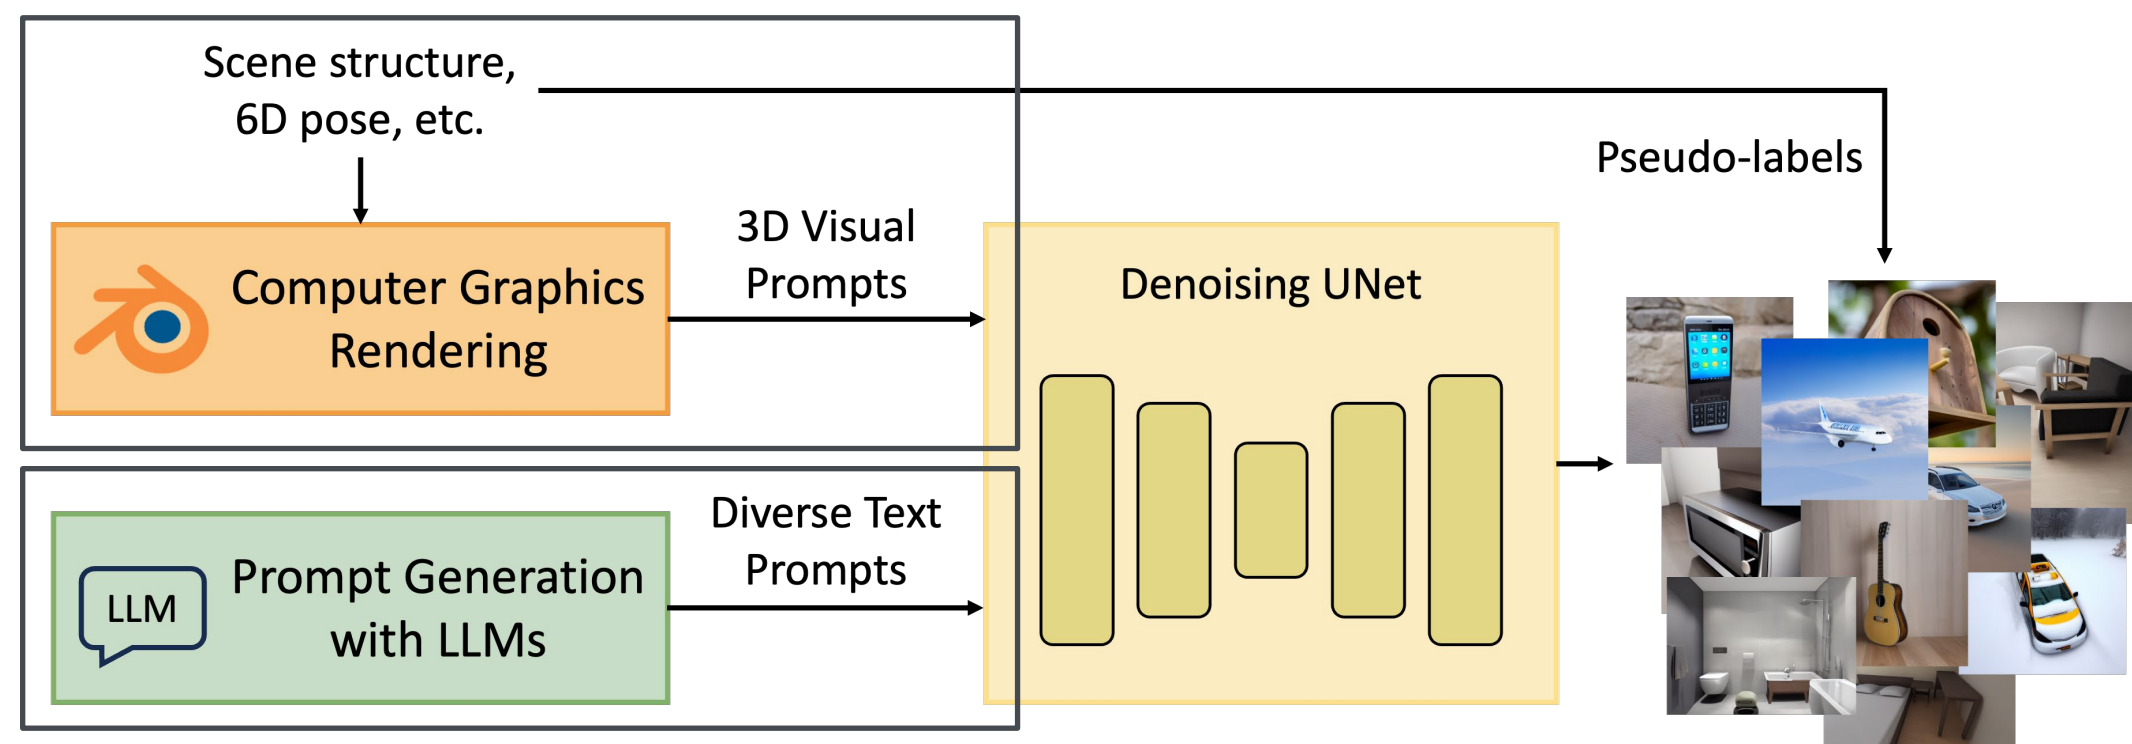 Scene structure,
6D pose, etc.
Pseudo-labels
3D Visual
Prompts
Computer Graphics
Rendering
Denoising UNet
Diverse Text
Prompts
LLM
Prompt Generation
with LLMs